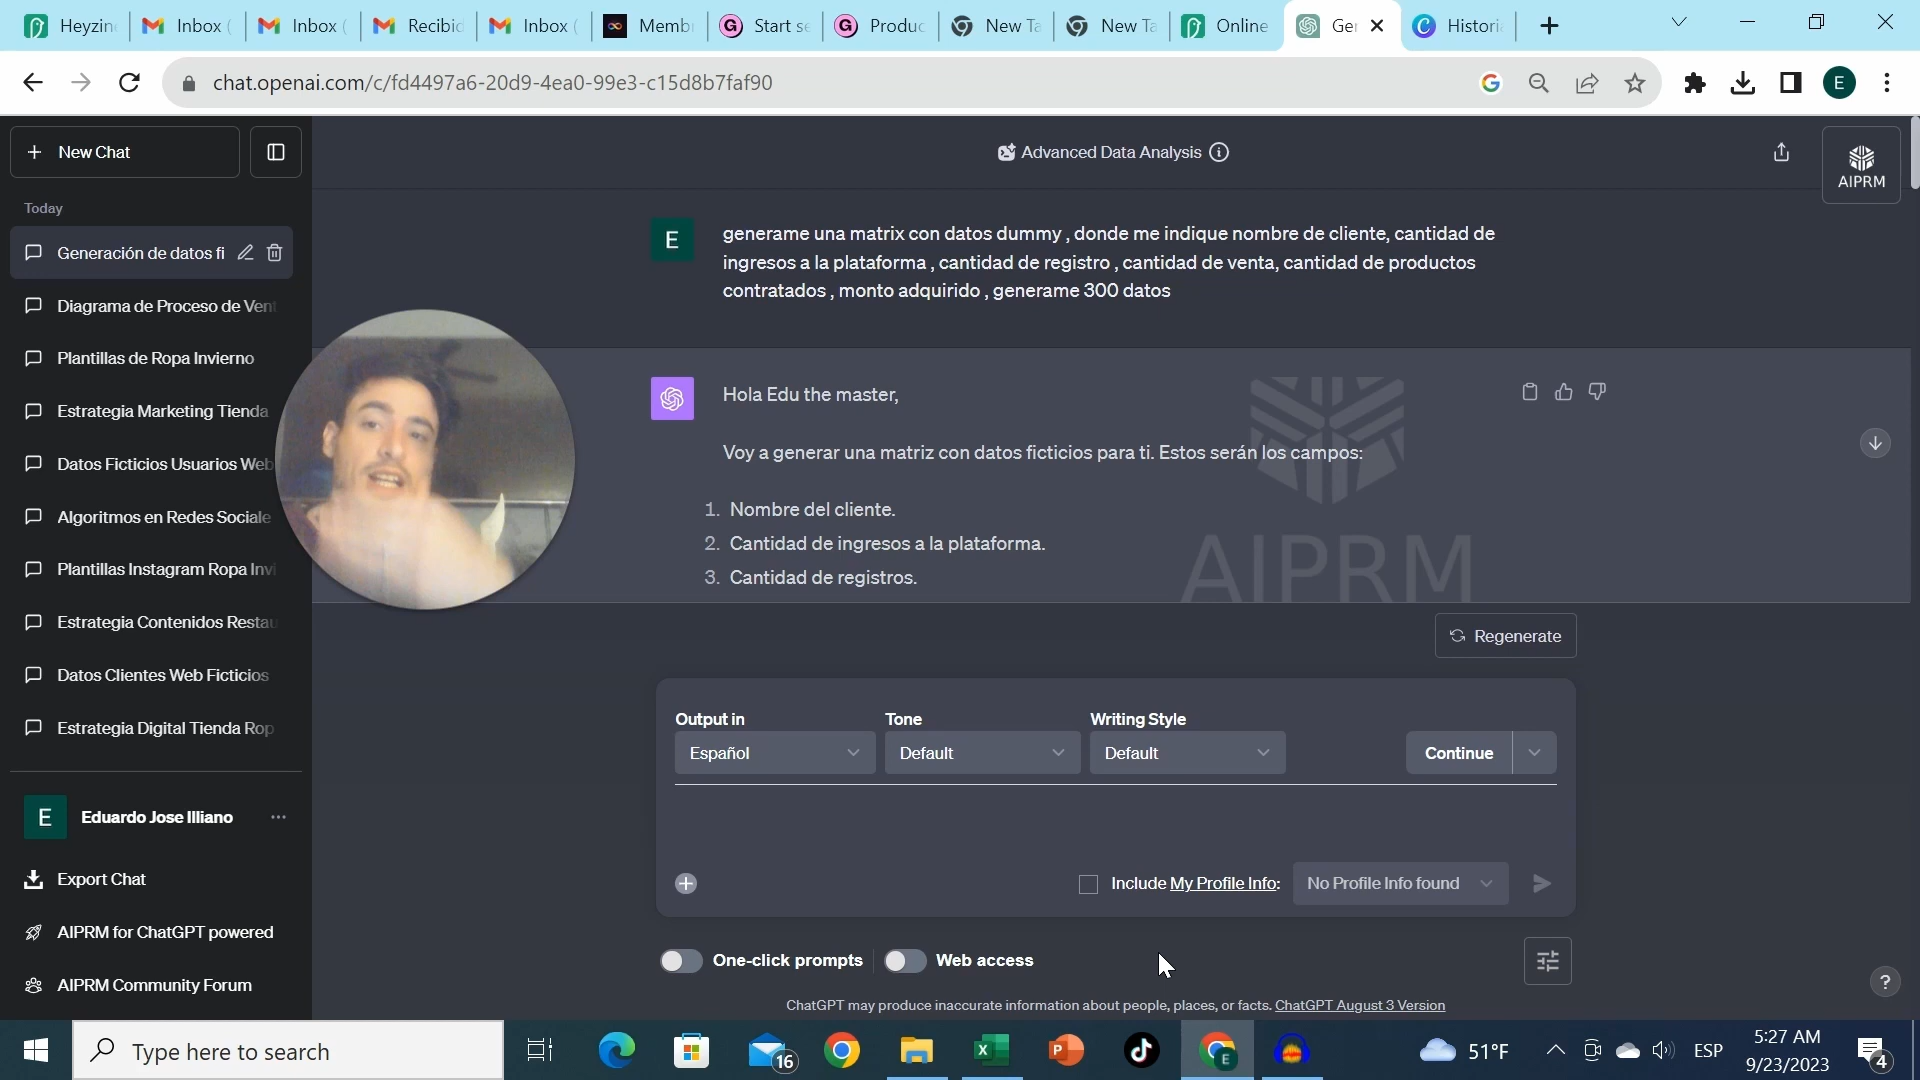 Heyzin
Inbox (
Inbox (
Recibid
Inbox (
Memb
Start se
Produc
New Ta
New Ta
Online
Ger
Historia
chat.openai.com/c/fd4497a6-20d9-4ea0-99e3-c15d8b7faf90
E
New Chat
Advanced Data Analysis
AIPRM
Today
Generación de datos fi
Diagrama de Proceso de Vent
Plantillas de Ropa Invierno
Estrategia Marketing Tienda
Datos Ficticios Usuarios Web
Algoritmos en Redes Sociale
Plantillas Instagram Ropa Invi
Estrategia Contenidos Restau
Datos Clientes Web Ficticios
Estrategia Digital Tienda Rop
E
Eduardo Jose Illiano
Export Chat
AIPRM for ChatGPT powered
AIPRM Community Forum
E
generame una matrix con datos dummy , donde me indique nombre de cliente, cantidad de
ingresos a la plataforma , cantidad de registro , cantidad de venta, cantidad de productos
contratados , monto adquirido , generame 300 datos
Hola Edu the master,
Voy a generar una matriz con datos ficticios para ti. Estos serán los campos:
1. Nombre del cliente.
2. Cantidad de ingresos a la plataforma.
3. Cantidad de registros.
AIPRM
Regenerate
Output in
Tone
Writing Style
Español
Default
Default
Continue
Include My Profile Info:
No Profile Info found
One-click prompts
Web access
?
ChatGPT may produce inaccurate information about people, places, or facts. ChatGPT August 3 Version
Type here to search
16
51°F
ESP
5:27 AM
9/23/2023
4